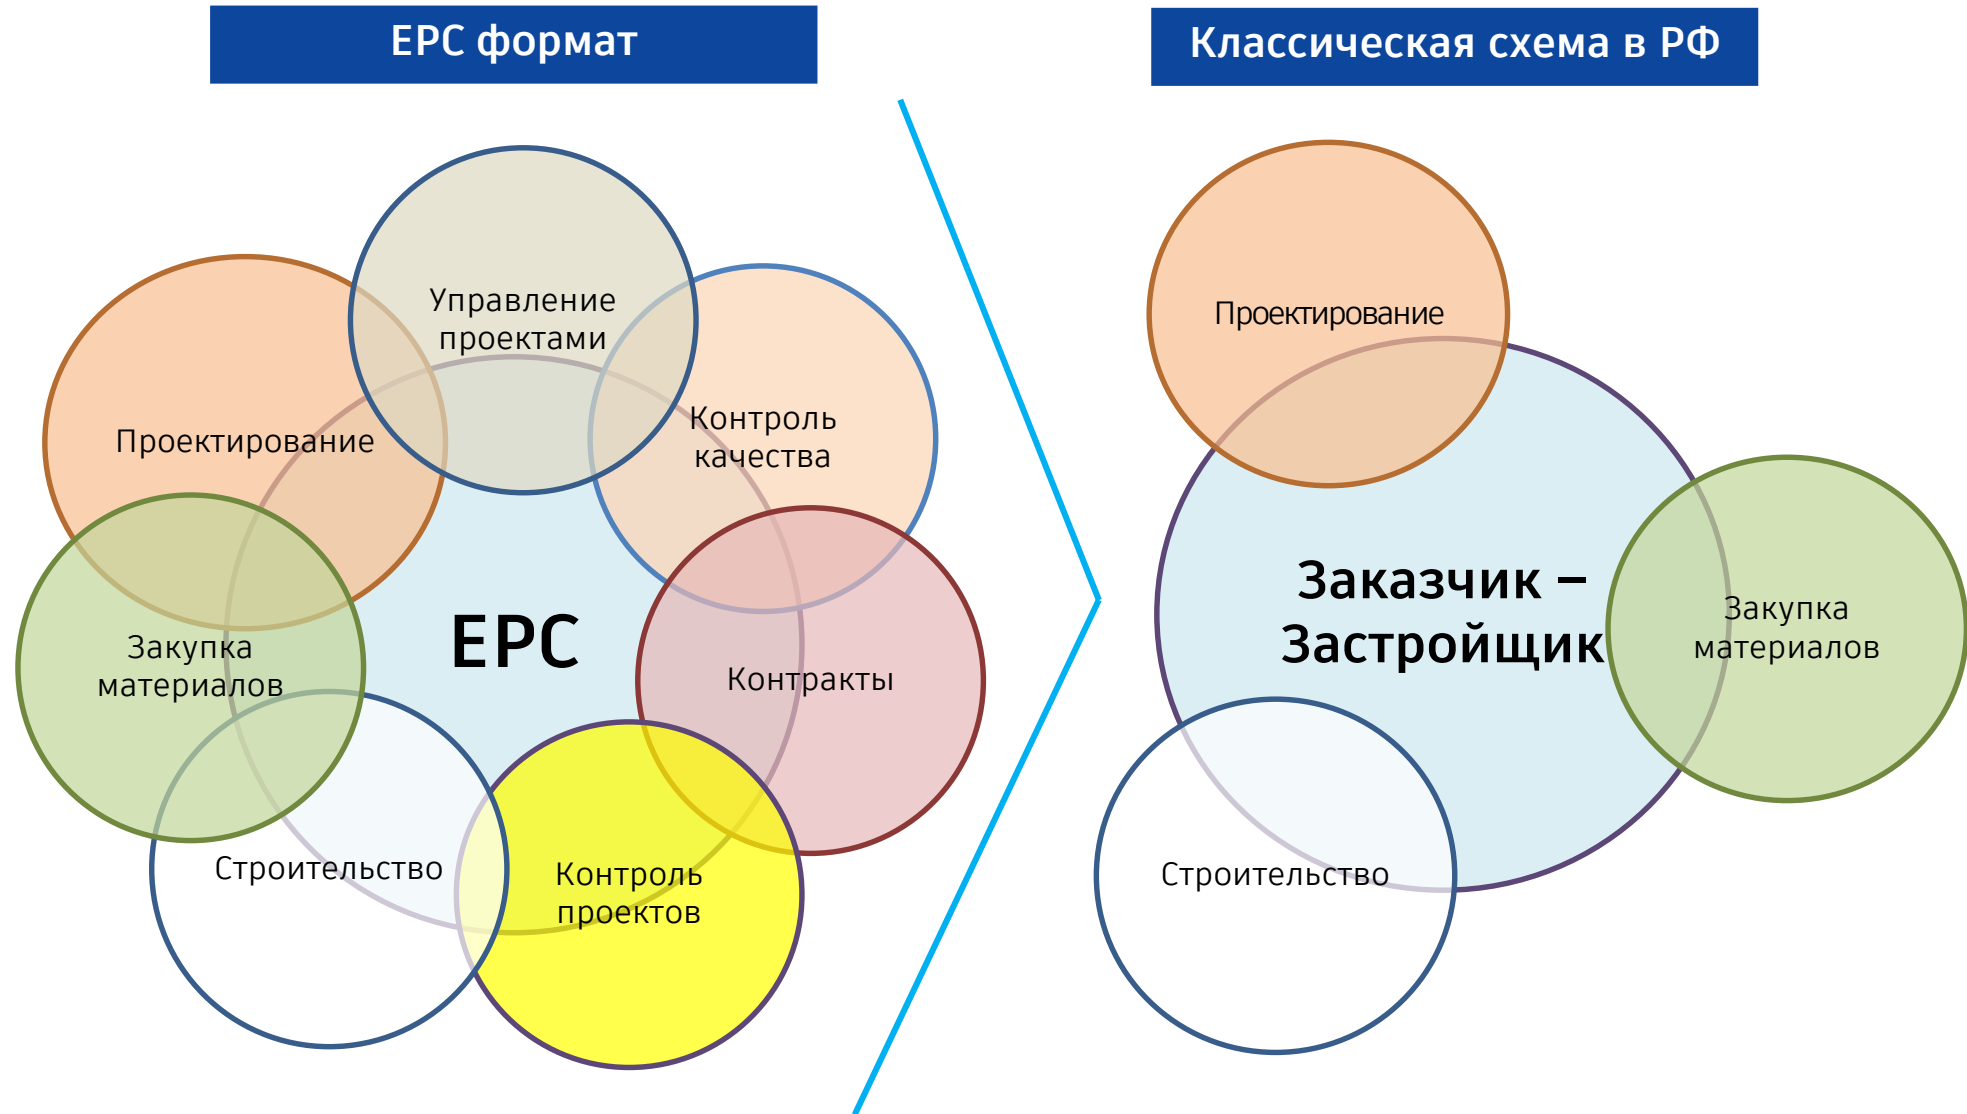 EPC формат
Классическая схема в РФ
Управление
проектами
Контроль
качества
Проектирование
Закупка
материалов
EPC
Контракты
Строительство
Контроль
проектов
Проектирование
Заказчик –
Застройщик
Закупка
материалов
Строительство